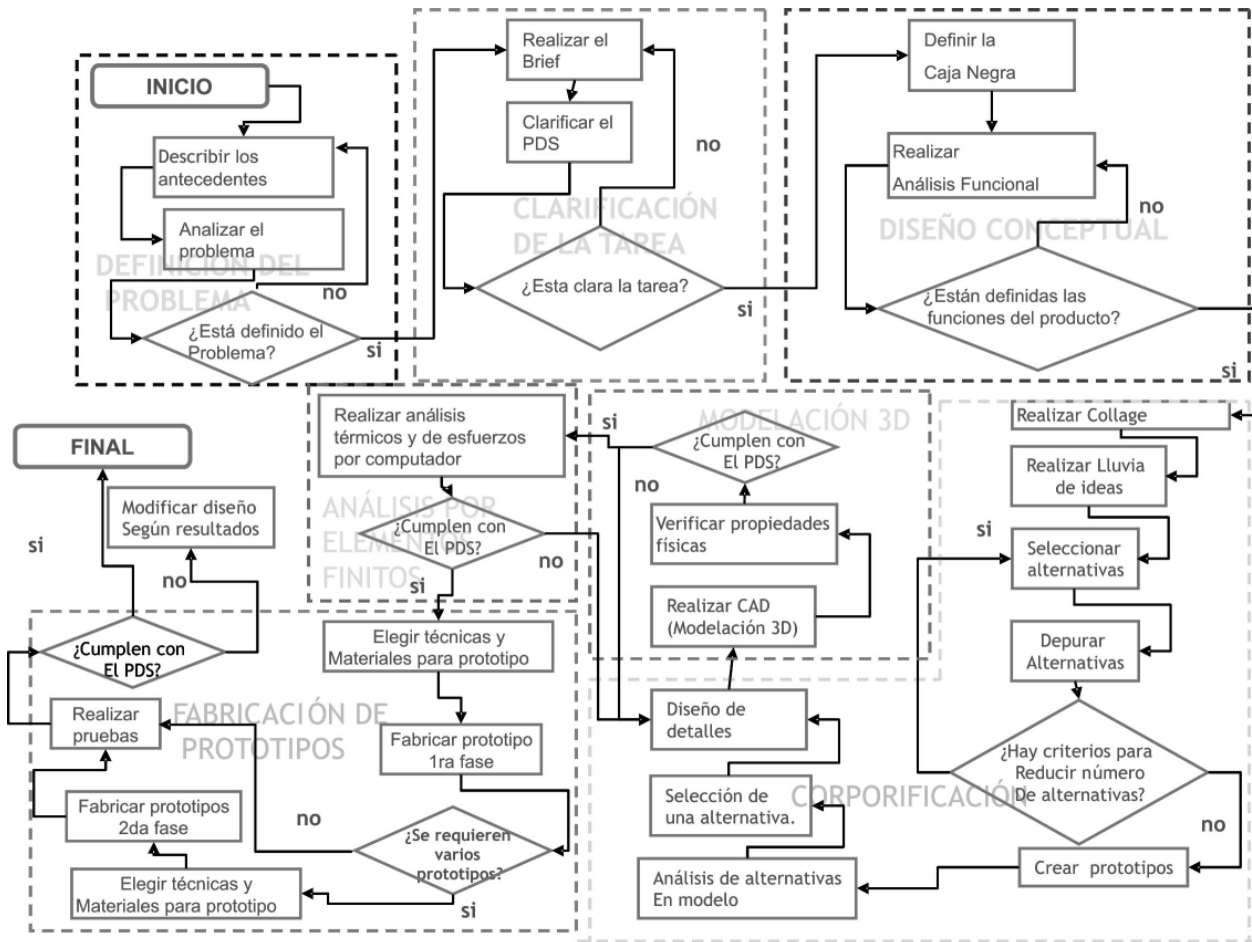 INICIO
Describir los
antecedentes
Analizar el
problema
DEFINICIÓN DEL
PROBLEMA
no
¿Está definido el
Problema?
si
Realizar el
Brief
Clarificar el
PDS
no
CLARIFICACIÓN
DE LA TAREA
¿Esta clara la tarea?
si
Definir la
Caja Negra
Realizar
Análisis Funcional
no
DISEÑO CONCEPTUAL
¿Están definidas las
funciones del producto?
si
Realizar Collage
Realizar Lluvia
de ideas
si
Seleccionar
alternativas
Depurar
Alternativas
¿Hay criterios para
Reducir número
De alternativas?
CORPORIFICACIÓN
no
Crear prototipos
Análisis de alternativas
En modelo
Selección de
una alternativa.
Diseño de
detalles
MODELACIÓN 3D
Realizar CAD
(Modelación 3D)
Verificar propiedades
físicas
¿Cumplen con
El PDS?
si
no
Realizar análisis
térmicos y de esfuerzos
por computador
ANÁLISIS POR
ELEMENTOS
FINITOS
¿Cumplen con
El PDS?
no
si
Elegir técnicas y
Materiales para prototipo
Fabricar prototipo
1ra fase
FABRICACIÓN DE
PROTOTIPOS
¿Se requieren
varios
prototipos?
no
si
Elegir técnicas y
Materiales para prototipo
Fabricar prototipos
2da fase
Realizar
pruebas
¿Cumplen con
El PDS?
no
si
Modificar diseño
Según resultados
FINAL